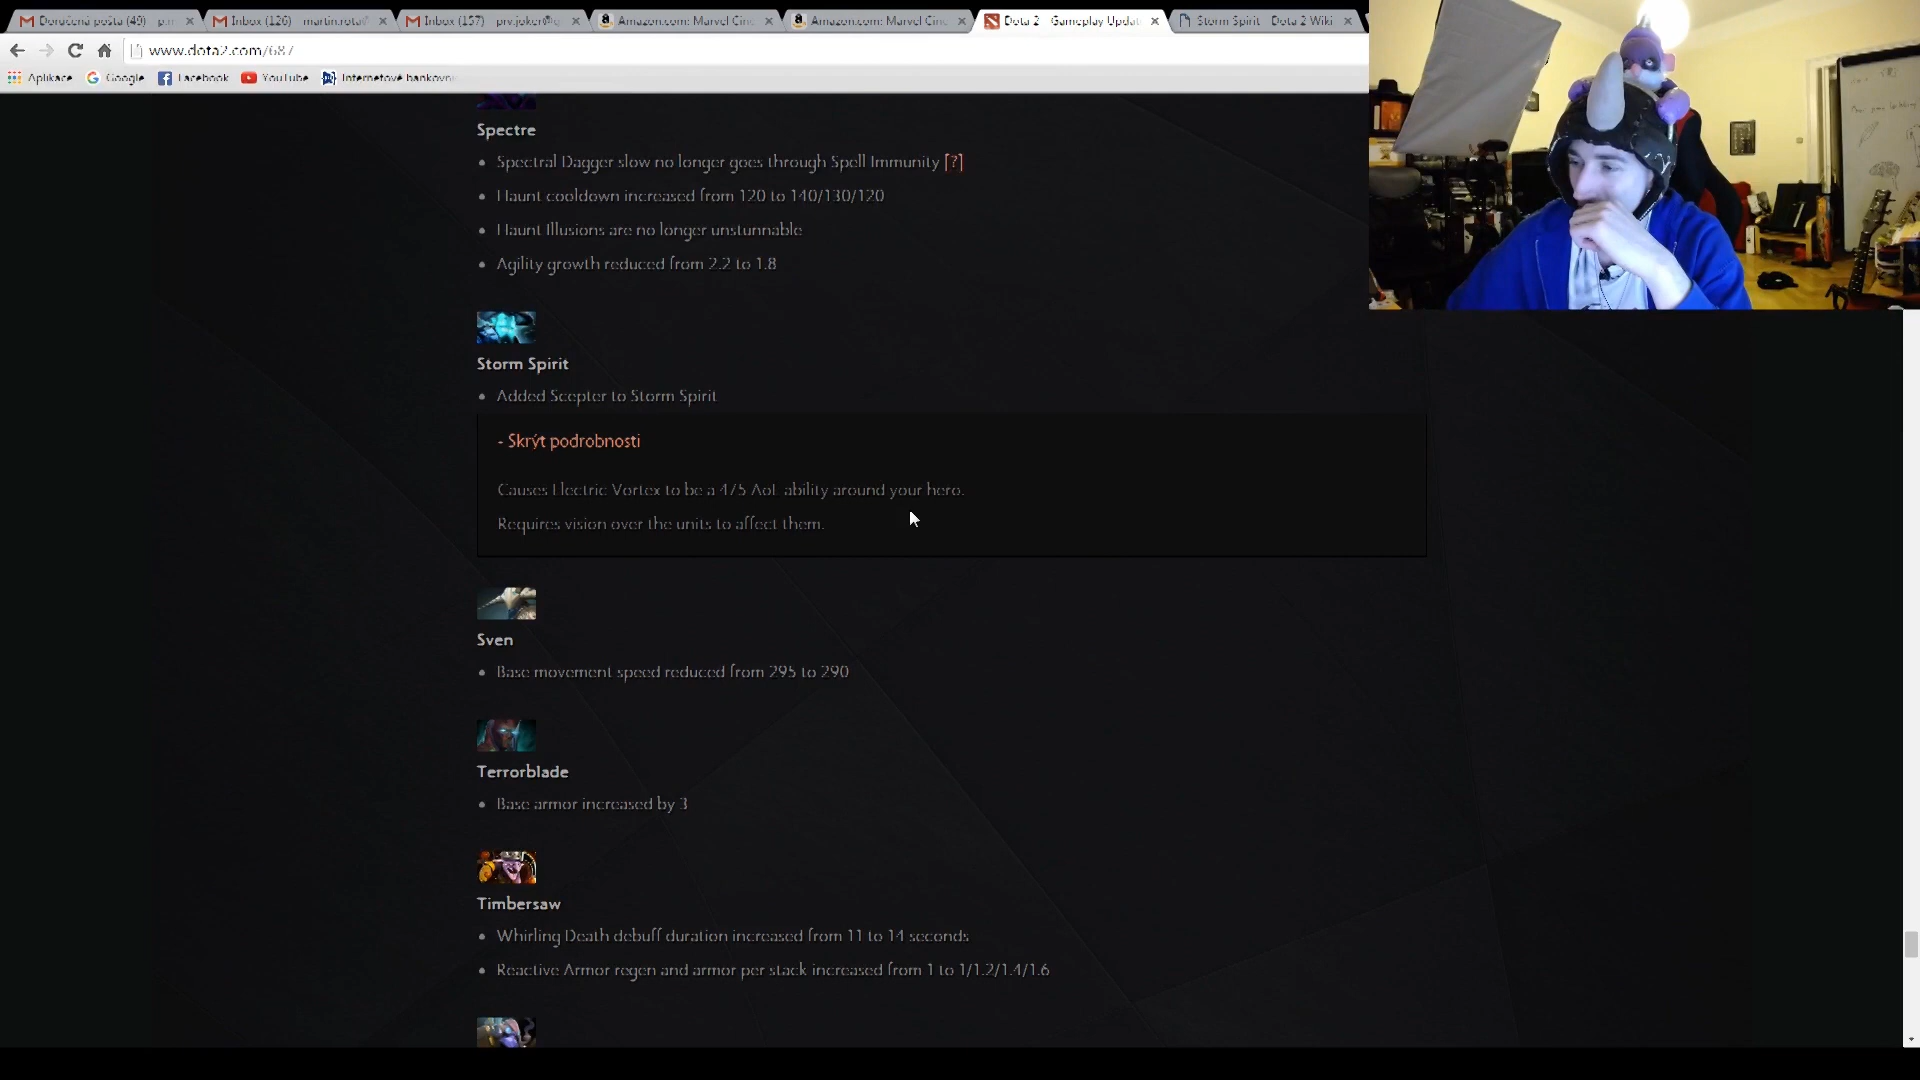 Doručená pošta (49) - p.m
Inbox (126) - martin.rota@
Inbox (157) - prv.joker@g
Amazon.com: Marvel Cine
Amazon.com: Marvel Cine
Dota 2 - Gameplay Updat
Storm Spirit - Dota 2 Wiki
www.dota2.com/687
Aplikace
Google
Facebook
YouTube
Internetové bankovn
Spectre
• Spectral Dagger slow no longer goes through Spell Immunity [?]
• Haunt cooldown increased from 120 to 140/130/120
• Haunt Illusions are no longer unstunnable
• Agility growth reduced from 2.2 to 1.8
Storm Spirit
• Added Scepter to Storm Spirit
- Skrýt podrobnosti
Causes Electric Vortex to be a 475 AoE ability around your hero.
Requires vision over the units to affect them.
Sven
• Base movement speed reduced from 295 to 290
Terrorblade
• Base armor increased by 3
Timbersaw
• Whirling Death debuff duration increased from 11 to 14 seconds
• Reactive Armor regen and armor per stack increased from 1 to 1/1.2/1.4/1.6